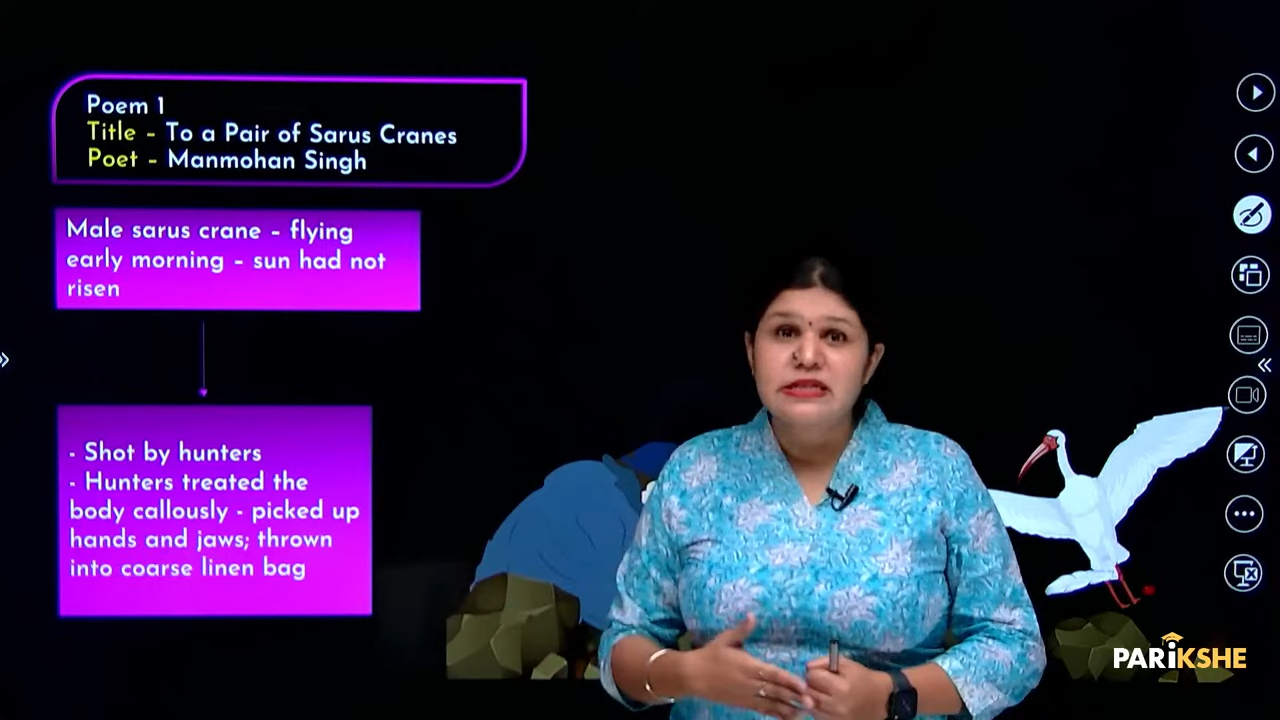 Poem 1
Title – To a Pair of Sarus Cranes
Poet – Manmohan Singh
Male sarus crane – flying
early morning – sun had not
risen
- Shot by hunters
- Hunters treated the
body callously - picked up
hands and jaws; thrown
into coarse linen bag
PARIKSHE